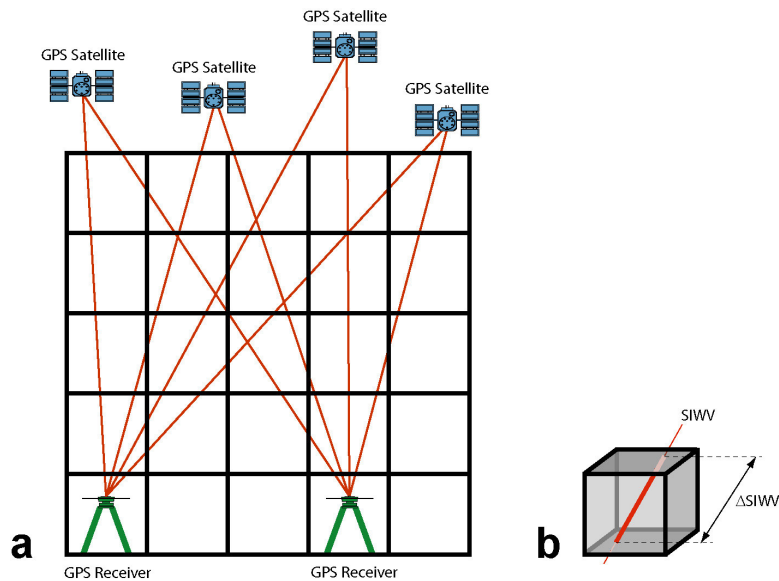 GPS Satellite
GPS Satellite
GPS Satellite
GPS Satellite
SIWV
ΔSIWV
a
b
GPS Receiver
GPS Receiver